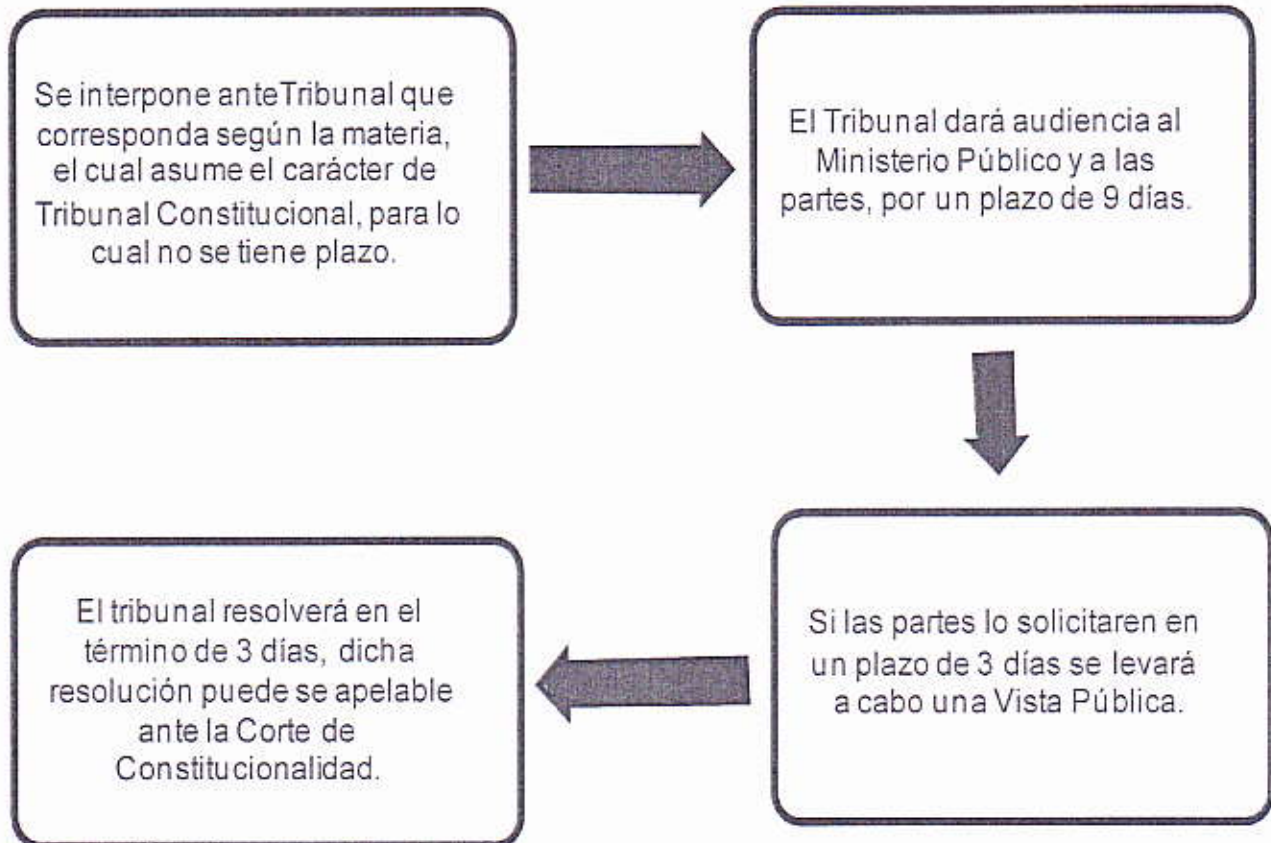 Se interpone anteTribunal que
corresponda según la materia,
el cual asume el carácter de
Tribunal Constitucional, para lo
cual no se tiene plazo.
El Tribunal dará audiencia al
Ministerio Público y a las
partes, por un plazo de 9 días.
Si las partes lo solicitaren en
un plazo de 3 días se levará
a cabo una Vista Pública.
El tribunal resolverá en el
término de 3 días, dicha
resolución puede se apelable
ante la Corte de
Constitucionalidad.